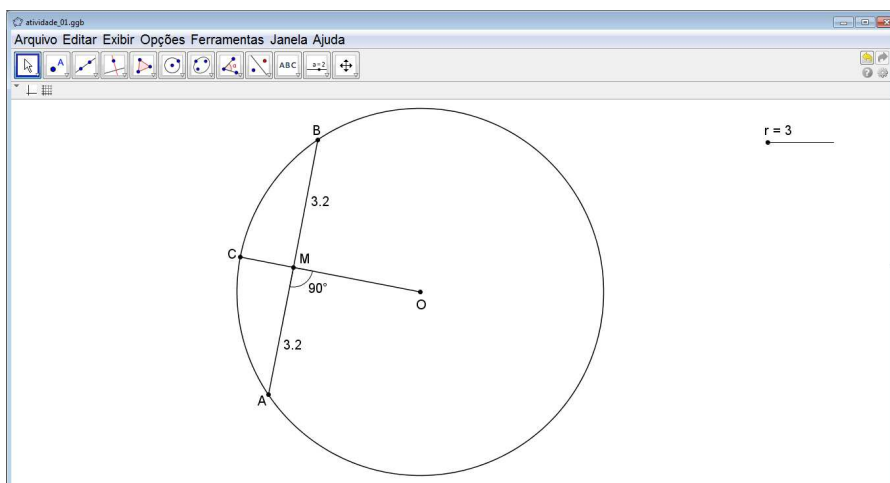 atividade_01.ggb
Arquivo Editar Exibir Opções Ferramentas Janela Ajuda
A
α
ABC
a=2
r = 3
B
3.2
C
M
90°
O
3.2
A